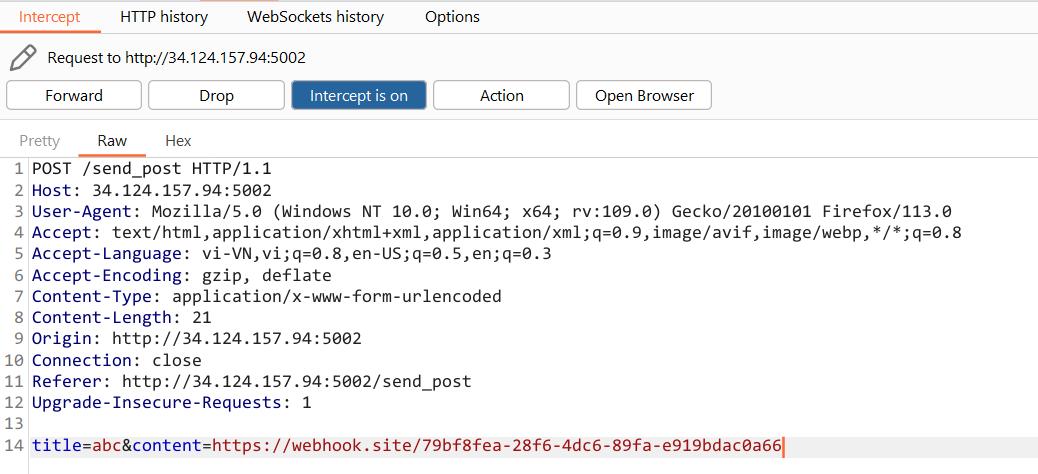 Intercept HTTP history WebSockets history Options
Request to http://34.124.157.94:5002
Forward Drop Intercept is on Action Open Browser
Pretty Raw Hex
1 POST /send_post HTTP/1.1
2 Host: 34.124.157.94:5002
3 User-Agent: Mozilla/5.0 (Windows NT 10.0; Win64; x64; rv:109.0) Gecko/20100101 Firefox/113.0
4 Accept: text/html,application/xhtml+xml,application/xml;q=0.9,image/avif,image/webp,*/*;q=0.8
5 Accept-Language: vi-VN,vi;q=0.8,en-US;q=0.5,en;q=0.3
6 Accept-Encoding: gzip, deflate
7 Content-Type: application/x-www-form-urlencoded
8 Content-Length: 21
9 Origin: http://34.124.157.94:5002
10 Connection: close
11 Referer: http://34.124.157.94:5002/send_post
12 Upgrade-Insecure-Requests: 1
13
14 title=abc&content=https://webhook.site/79bf8fea-28f6-4dc6-89fa-e919bdac0a66